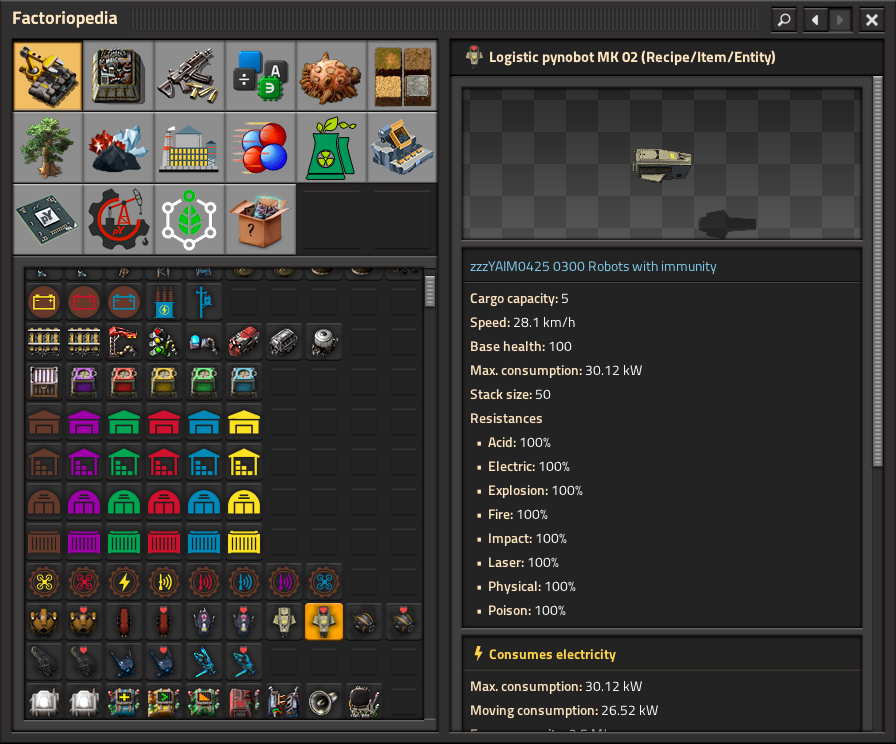 Factoriopedia
Logistic pynobot MK 02 (Recipe/Item/Entity)
zzzYAIM0425 0300 Robots with immunity
Cargo capacity: 5
Speed: 28.1 km/h
Base health: 100
Max. consumption: 30.12 kW
Stack size: 50
Resistances
▪ Acid: 100%
▪ Electric: 100%
▪ Explosion: 100%
▪ Fire: 100%
▪ Impact: 100%
▪ Laser: 100%
▪ Physical: 100%
▪ Poison: 100%
Consumes electricity
Max. consumption: 30.12 kW
Moving consumption: 26.52 kW